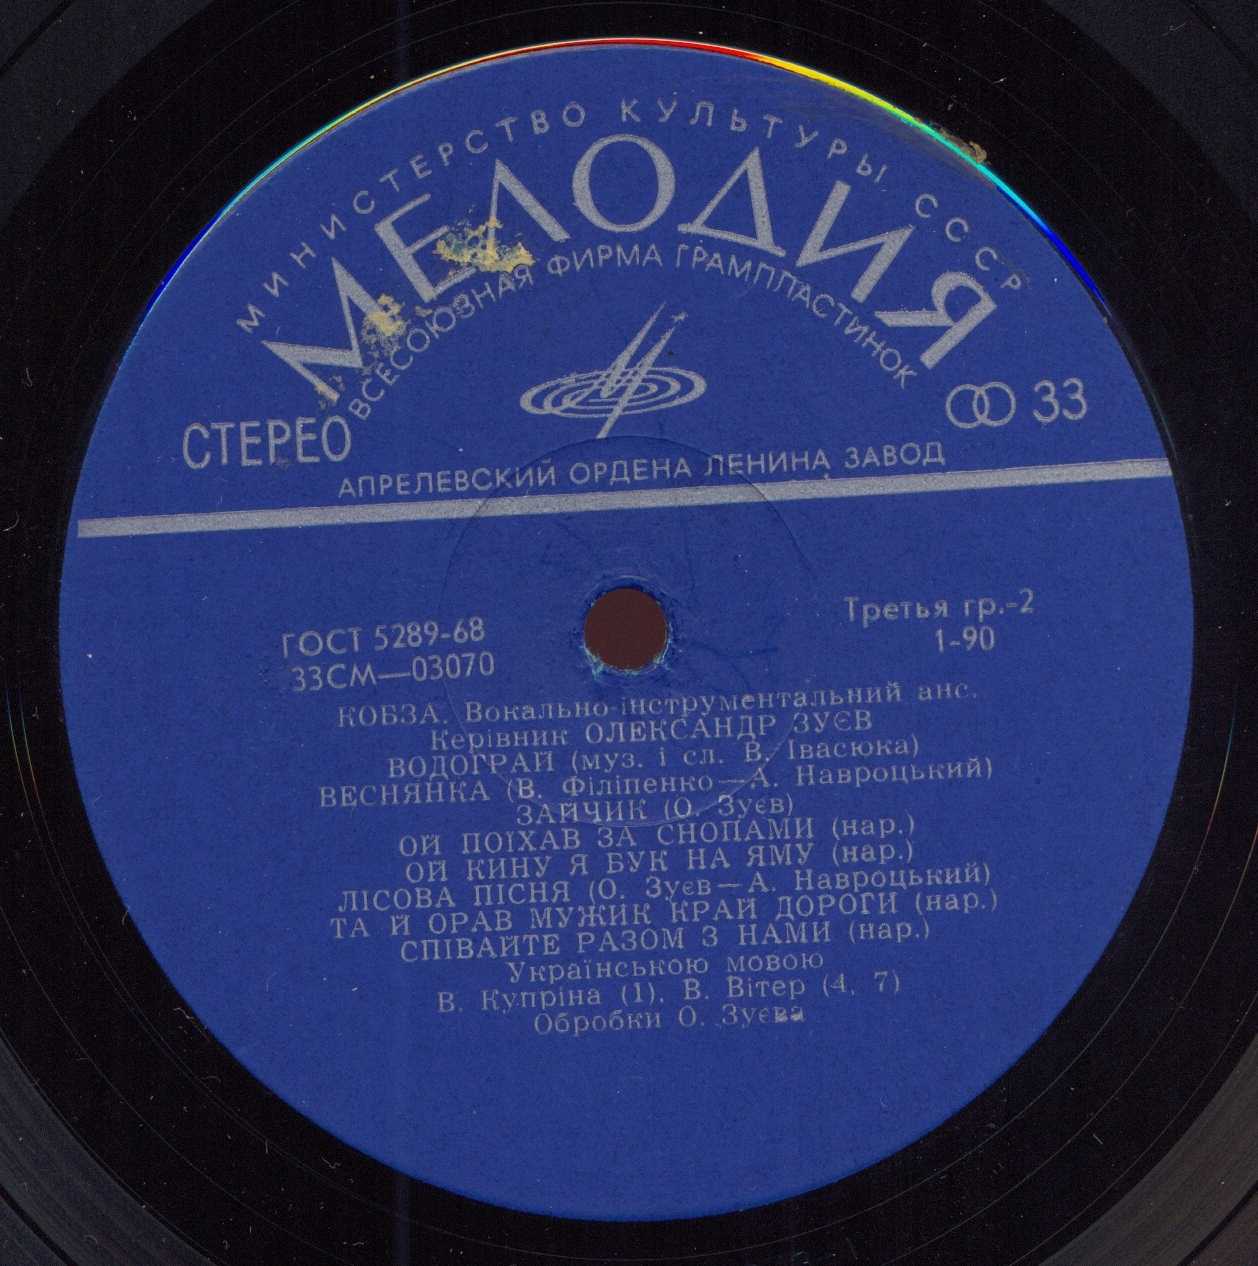 МИНИСТЕРСТВО КУЛЬТУРЫ СССР
МЕЛОДИЯ
ВСЕСОЮЗНАЯ ФИРМА ГРАМПЛАСТИНОК
СТЕРЕО
33
АПРЕЛЕВСКИЙ ОРДЕНА ЛЕНИНА ЗАВОД
ГОСТ 5289-68
Третья гр.-2
33СМ—03070
1-90
КОБЗА. Вокально-інструментальний анс.
Керівник ОЛЕКСАНДР ЗУЄВ
ВОДОГРАЙ (муз. і сл. В. Івасюка)
ВЕСНЯНКА (В. Філіпенко — А. Навроцький)
ЗАЙЧИК (О. Зуєв)
ОЙ ПОЇХАВ ЗА СНОПАМИ (нар.)
ОЙ КИНУ Я БУК НА ЯМУ (нар.)
ЛІСОВА ПІСНЯ (О. Зуєв — А. Навроцький)
ТА Й ОРАВ МУЖИК КРАЙ ДОРОГИ (нар.)
СПІВАЙТЕ РАЗОМ З НАМИ (нар.)
Українською мовою
В. Купріна (1), В. Вітер (4, 7)
Обробки О. Зуєва